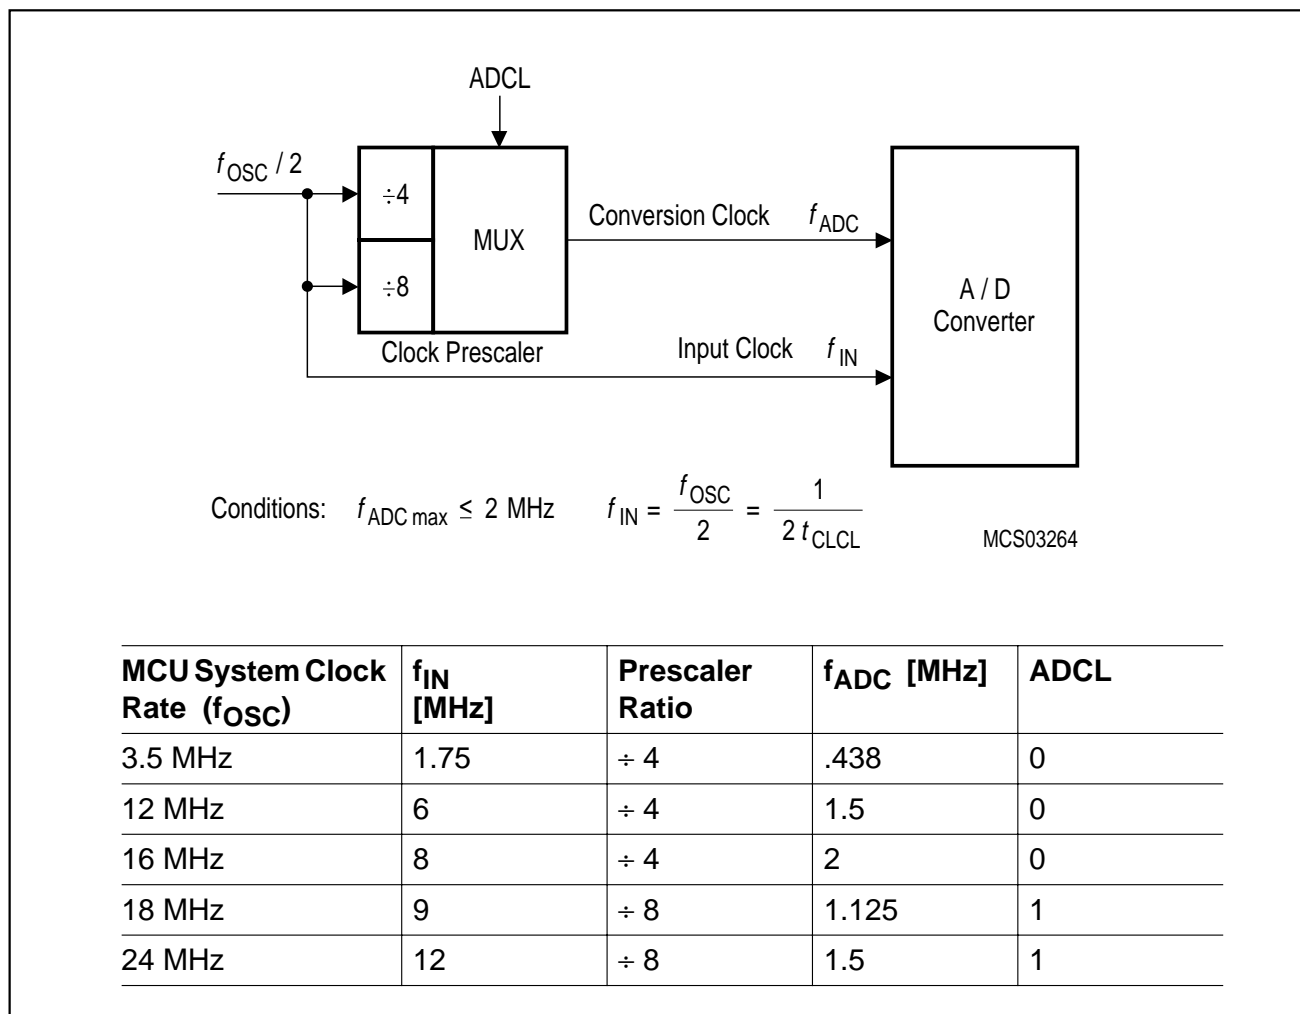 ADCL
f OSC / 2
÷4
MUX
÷8
Clock Prescaler
Conversion Clock f ADC
Input Clock f IN
A / D
Converter
Conditions: f ADC max ≤ 2 MHz f IN = f OSC / 2 = 1 / 2 t CLCL
MCS03264
MCU System Clock Rate (fOSC) | fIN [MHz] | Prescaler Ratio | fADC [MHz] | ADCL
3.5 MHz | 1.75 | ÷ 4 | .438 | 0
12 MHz | 6 | ÷ 4 | 1.5 | 0
16 MHz | 8 | ÷ 4 | 2 | 0
18 MHz | 9 | ÷ 8 | 1.125 | 1
24 MHz | 12 | ÷ 8 | 1.5 | 1